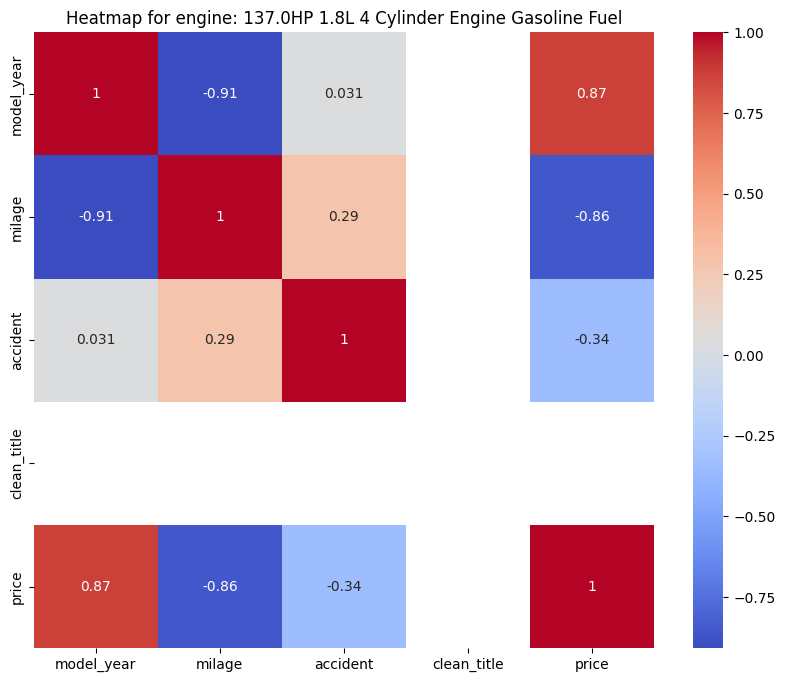 Heatmap for engine: 137.0HP 1.8L 4 Cylinder Engine Gasoline Fuel
model_year
1
-0.91
0.031
0.87
milage
-0.91
1
0.29
-0.86
accident
0.031
0.29
1
-0.34
clean_title
price
0.87
-0.86
-0.34
1
model_year
milage
accident
clean_title
price
1.00
0.75
0.50
0.25
0.00
−0.25
−0.50
−0.75